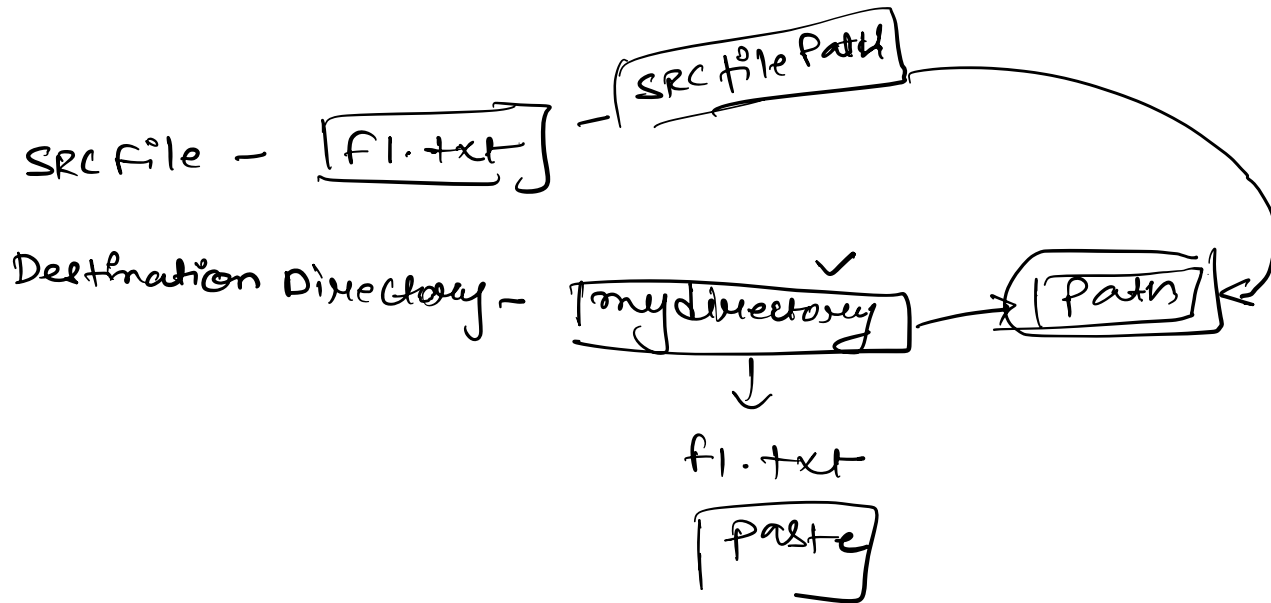 SRC file Path
SRC File - f1.txt -
Destination Directory - mydirectory
Path
f1.txt
paste